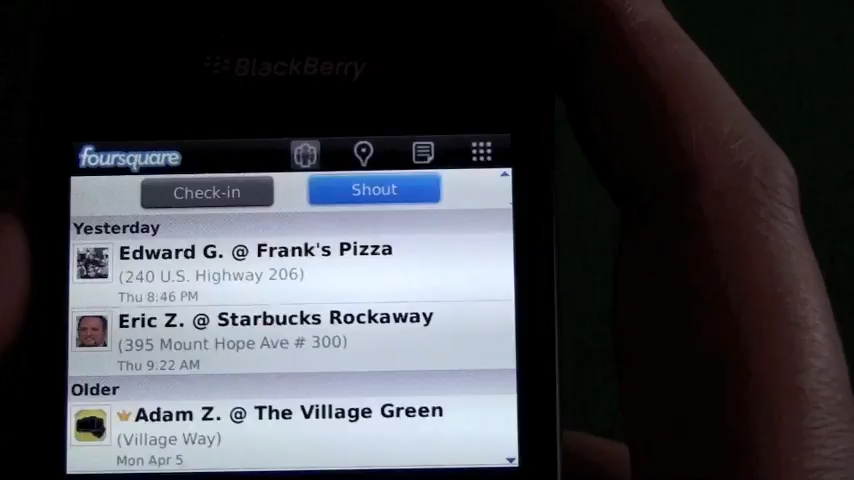 BlackBerry
foursquare
Check-in
Shout
Yesterday
Edward G. @ Frank's Pizza
(240 U.S. Highway 206)
Thu 8:46 PM
Eric Z. @ Starbucks Rockaway
(395 Mount Hope Ave # 300)
Thu 9:22 AM
Older
Adam Z. @ The Village Green
(Village Way)
Mon Apr 5